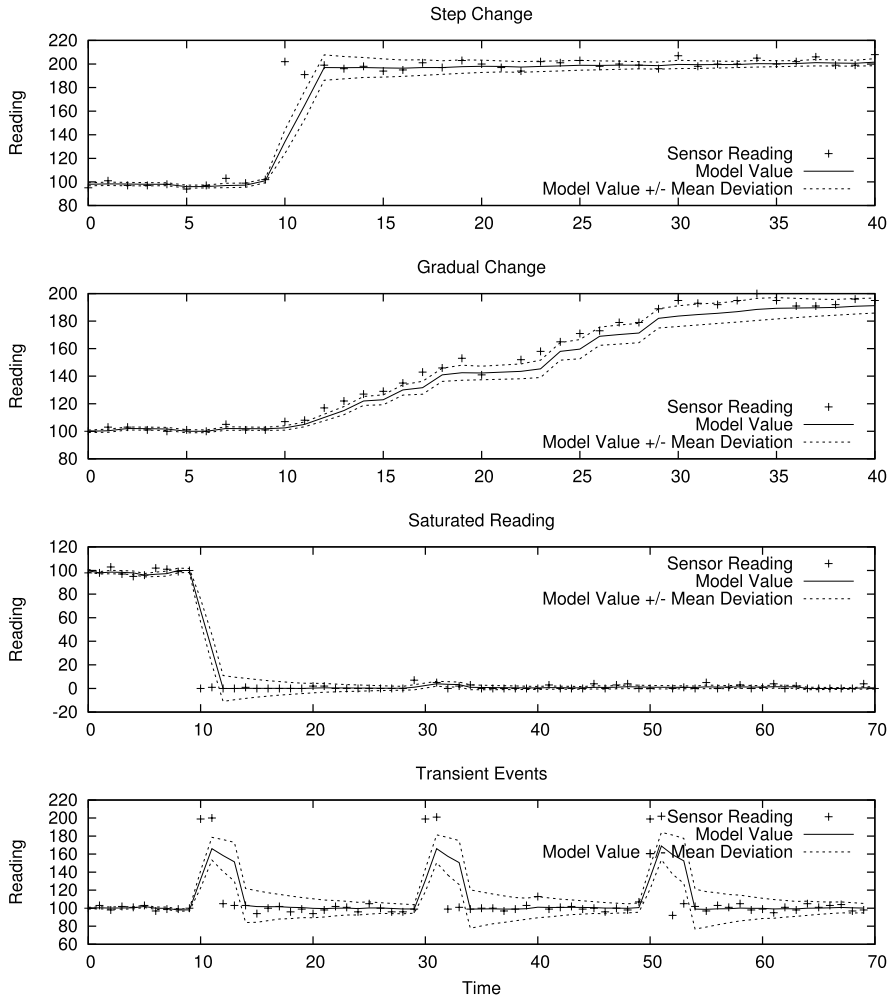 Step Change
220
200
180
160
140
120
100
80
Reading
Sensor Reading
Model Value
Model Value +/- Mean Deviation
0 5 10 15 20 25 30 35 40
Gradual Change
200
180
160
140
120
100
80
Reading
Sensor Reading
Model Value
Model Value +/- Mean Deviation
0 5 10 15 20 25 30 35 40
Saturated Reading
120
100
80
60
40
20
0
-20
Reading
Sensor Reading
Model Value
Model Value +/- Mean Deviation
0 10 20 30 40 50 60 70
Transient Events
220
200
180
160
140
120
100
80
60
Reading
Sensor Reading
Model Value
Model Value +/- Mean Deviation
0 10 20 30 40 50 60 70
Time